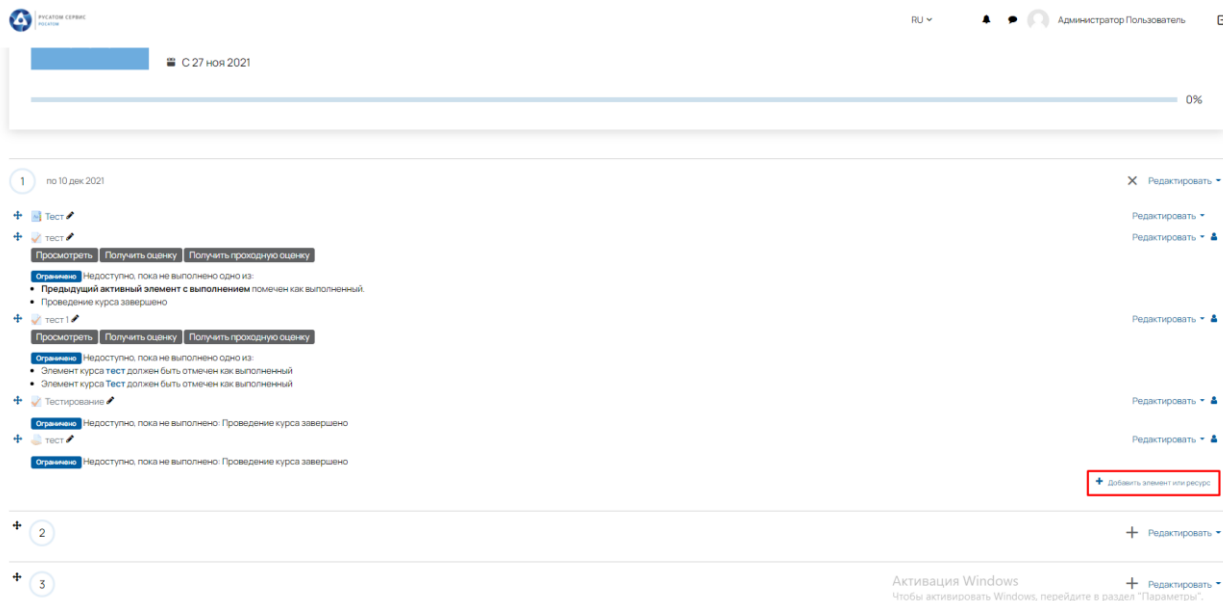 РУСАТОМ СЕРВИС
РОСАТОМ
RU
Администратор Пользователь
С 27 ноя 2021
0%
1 по 10 дек 2021 Редактировать
Тест Редактировать
тест Редактировать
Просмотреть Получить оценку Получить проходную оценку
Ограничено Недоступно, пока не выполнено одно из:
Предыдущий активный элемент с выполнением помечен как выполненный.
Проведение курса завершено
тест 1 Редактировать
Просмотреть Получить оценку Получить проходную оценку
Ограничено Недоступно, пока не выполнено одно из:
Элемент курса тест должен быть отмечен как выполненный
Элемент курса Тест должен быть отмечен как выполненный
Тестирование Редактировать
Ограничено Недоступно, пока не выполнено: Проведение курса завершено
тест Редактировать
Ограничено Недоступно, пока не выполнено: Проведение курса завершено
Добавить элемент или ресурс
2 Редактировать
3 Редактировать
Активация Windows
Чтобы активировать Windows, перейдите в раздел "Параметры".